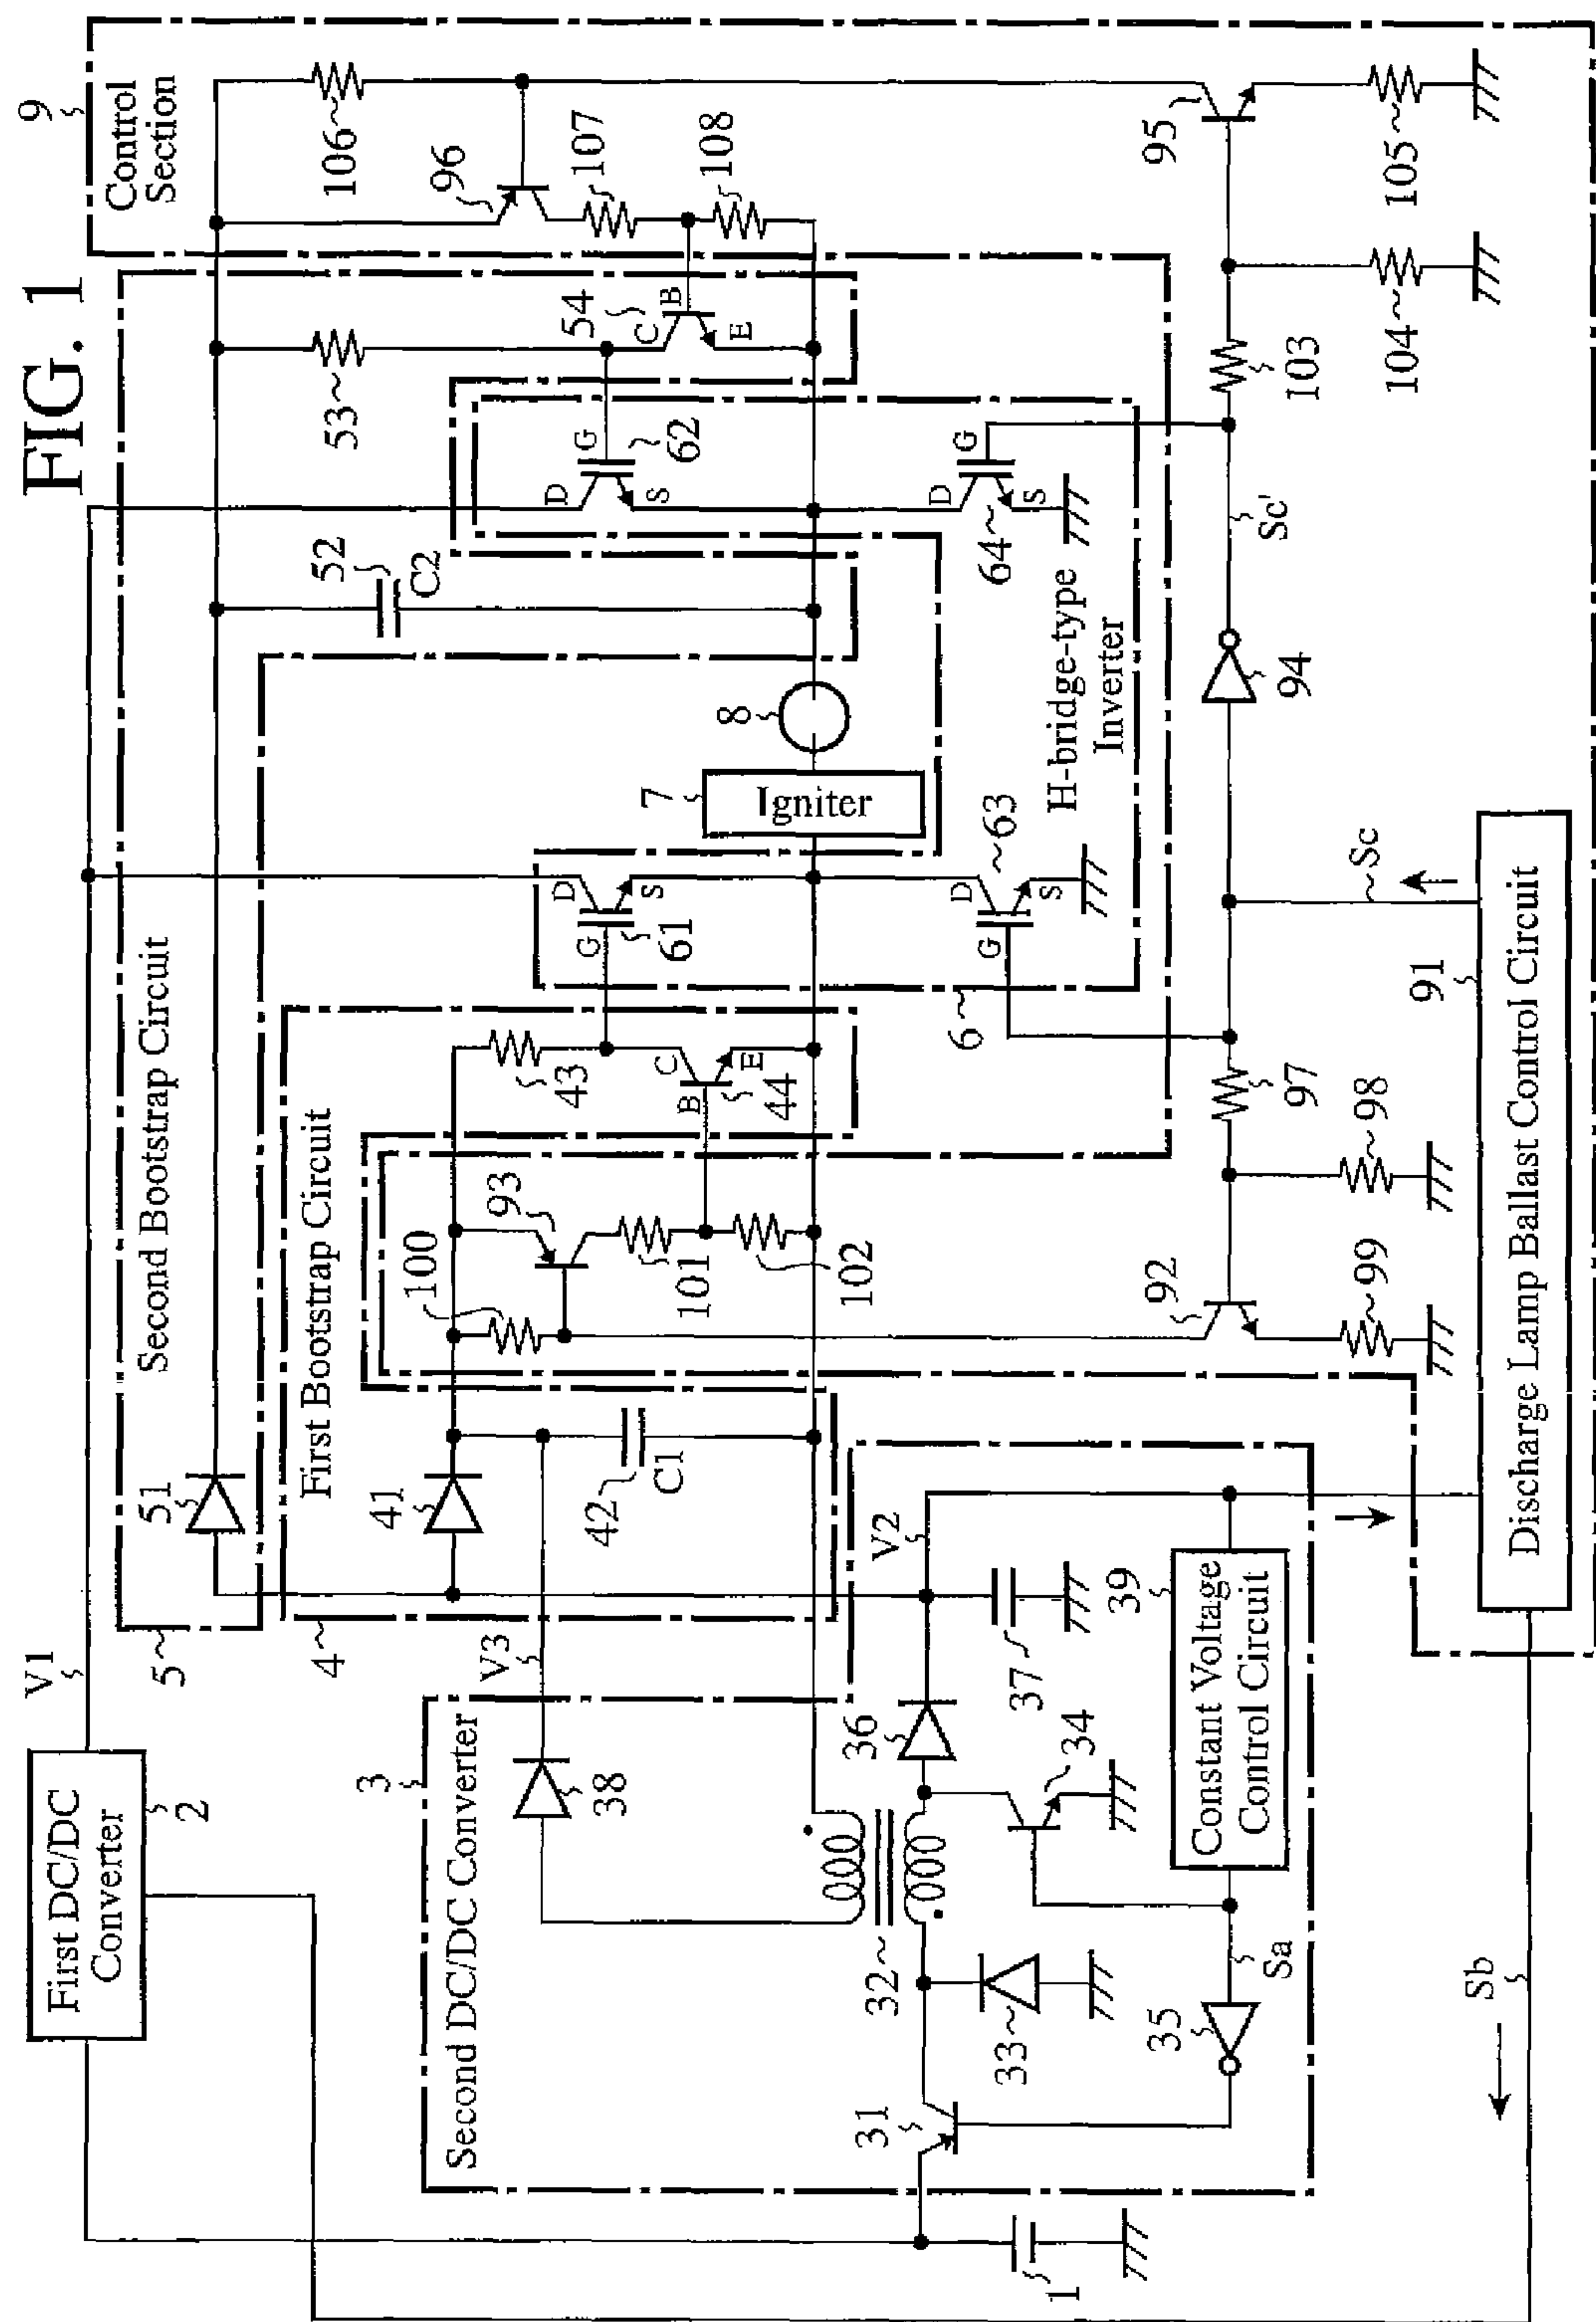 FIG. 1
First DC/DC
Converter
2
V1
5
Second Bootstrap Circuit
51
52
C2
53
106
9
Control
Section
96
107
108
54
C
B
E
4
First Bootstrap Circuit
41
42
C1
100
93
101
102
43
C
B
E
44
G
D
S
61
G
D
S
62
7
Igniter
8
G
D
S
63
G
D
S
64
6
H-bridge-type
Inverter
3
Second DC/DC Converter
V3
38
V2
36
37
34
32
33
31
1
35
Sa
39
Constant Voltage
Control Circuit
92
99
98
97
Sc
94
Sc'
103
104
95
105
91
Discharge Lamp Ballast Control Circuit
Sb